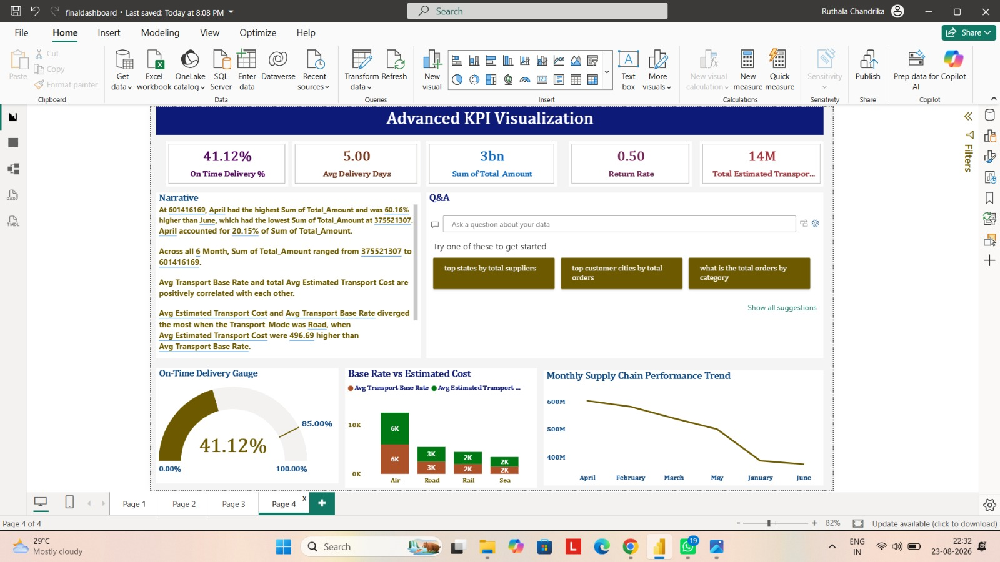 finaldashboard • Last saved: Today at 8:08 PM
Search
Ruthala Chandrika
File Home Insert Modeling View Optimize Help
Share
Paste
Cut
Copy
Format painter
Clipboard
Get data
Excel workbook
OneLake catalog
SQL Server
Enter data
Dataverse
Recent sources
Data
Transform data
Refresh
Queries
New visual
Text box
More visuals
Insert
New visual calculation
New measure
Quick measure
Calculations
Sensitivity
Sensitivity
Publish
Share
Prep data for AI
Copilot
Copilot
DAX
TMDL
Advanced KPI Visualization
41.12%
On Time Delivery %
5.00
Avg Delivery Days
3bn
Sum of Total_Amount
0.50
Return Rate
14M
Total Estimated Transpor...
Filters
Narrative
At 601416169, April had the highest Sum of Total_Amount and was 60.16%
higher than June, which had the lowest Sum of Total_Amount at 375521307.
April accounted for 20.15% of Sum of Total_Amount.
Across all 6 Month, Sum of Total_Amount ranged from 375521307 to
601416169.
Avg Transport Base Rate and total Avg Estimated Transport Cost are
positively correlated with each other.
Avg Estimated Transport Cost and Avg Transport Base Rate diverged
the most when the Transport_Mode was Road, when
Avg Estimated Transport Cost were 496.69 higher than
Avg Transport Base Rate.
Q&A
Ask a question about your data
Try one of these to get started
top states by total suppliers
top customer cities by total
orders
what is the total orders by
category
Show all suggestions
On-Time Delivery Gauge
85.00%
41.12%
0.00%
100.00%
Base Rate vs Estimated Cost
Avg Transport Base Rate Avg Estimated Transport ...
10K
0K
6K
6K
3K
3K
2K
2K
2K
2K
Air Road Rail Sea
Monthly Supply Chain Performance Trend
600M
500M
400M
April February March May January June
Page 1 Page 2 Page 3 Page 4 x +
Page 4 of 4
- + 82%
Update available (click to download)
29°C
Mostly cloudy
Search
L
19
ENG
IN
22:32
23-08-2026